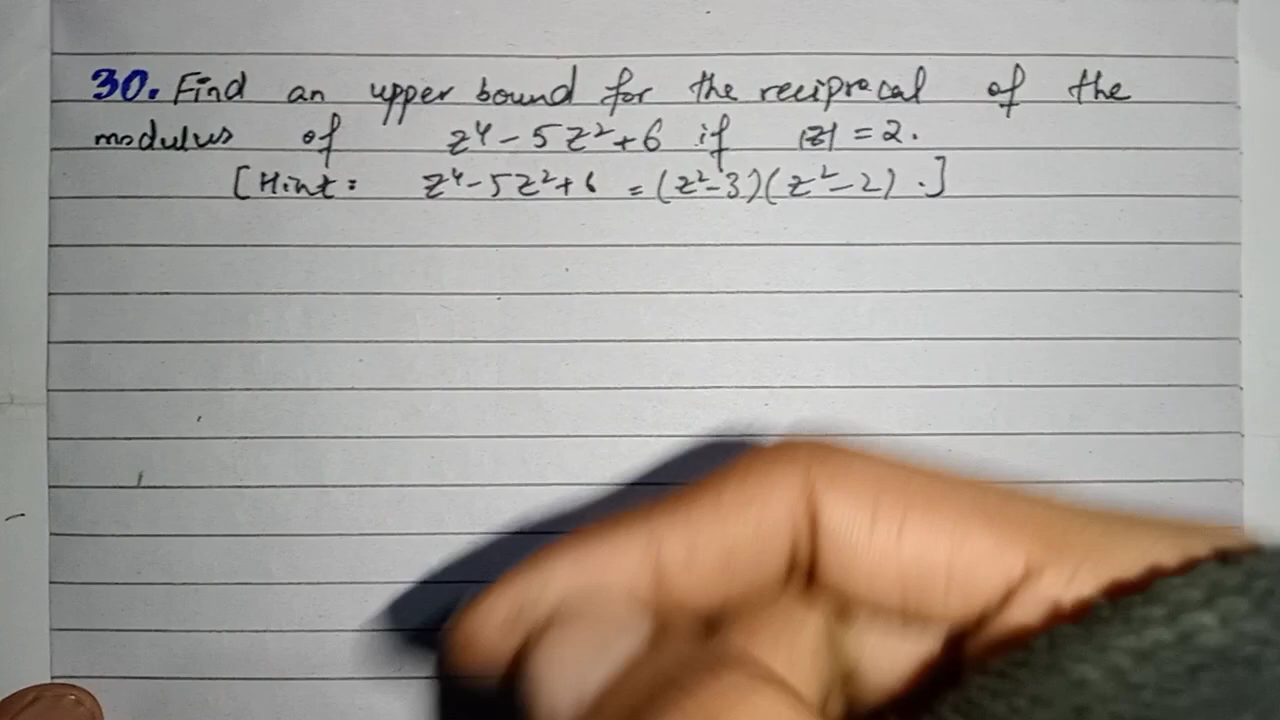 30. Find an upper bound for the reciprocal of the
modulus of z⁴ - 5z² + 6 if |z| = 2.
[Hint: z⁴ - 5z² + 6 = (z² - 3)(z² - 2).]